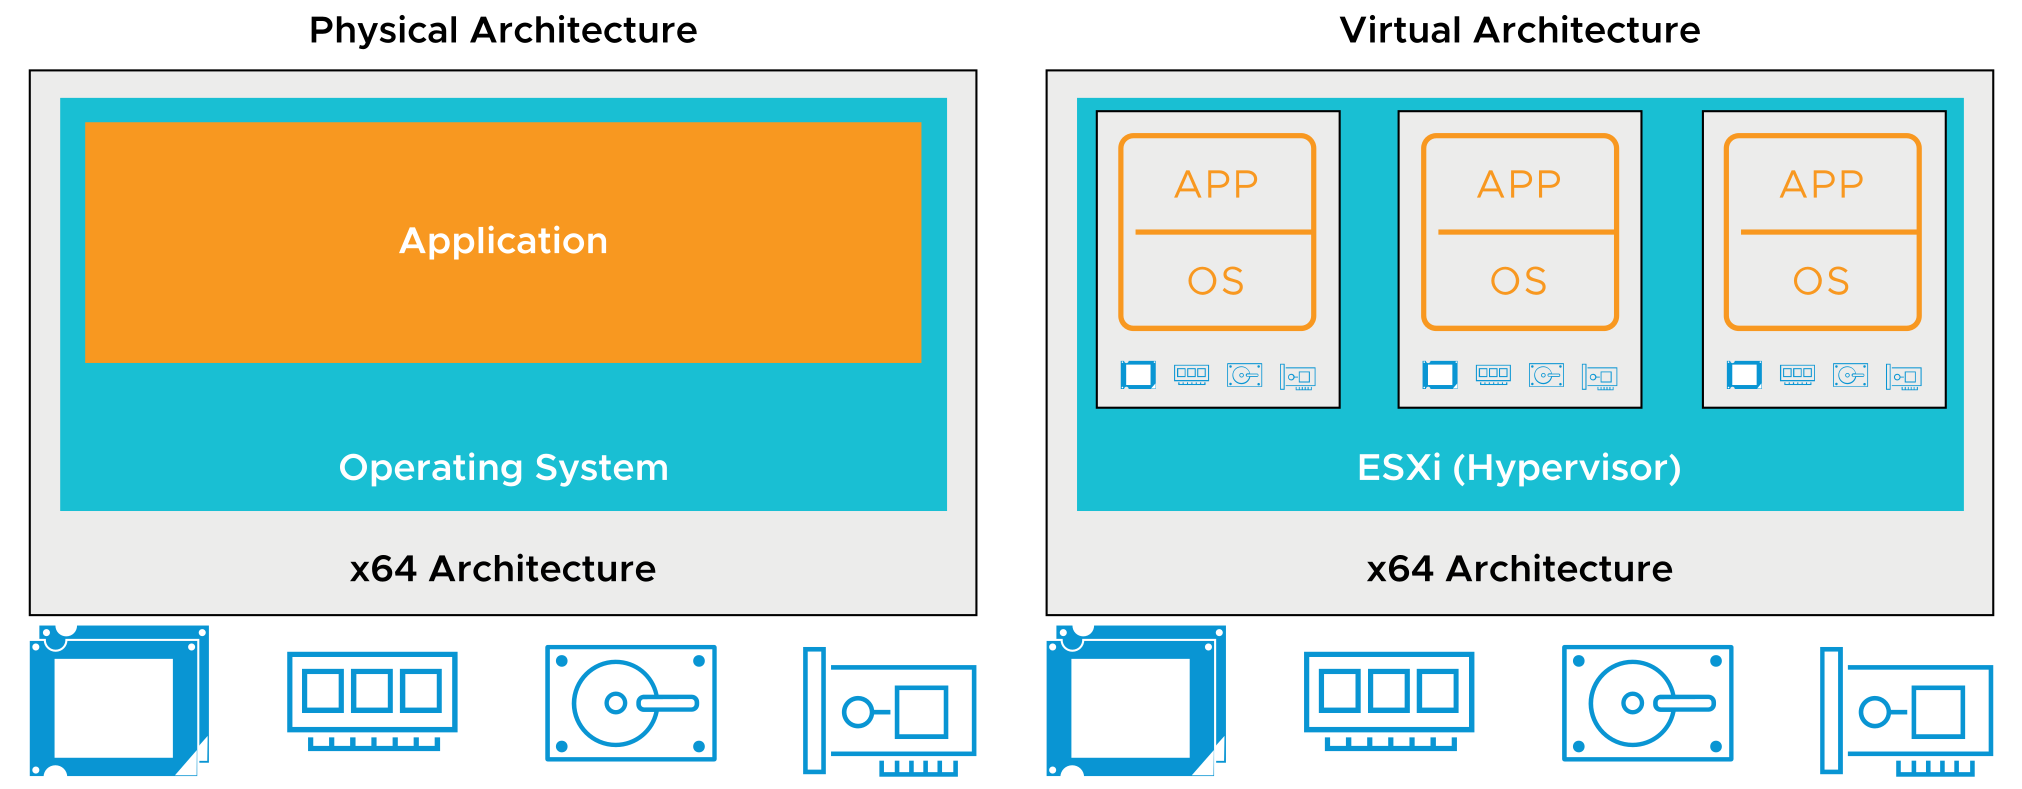 Physical Architecture
Application
Operating System
x64 Architecture
Virtual Architecture
APP
OS
APP
OS
APP
OS
ESXi (Hypervisor)
x64 Architecture